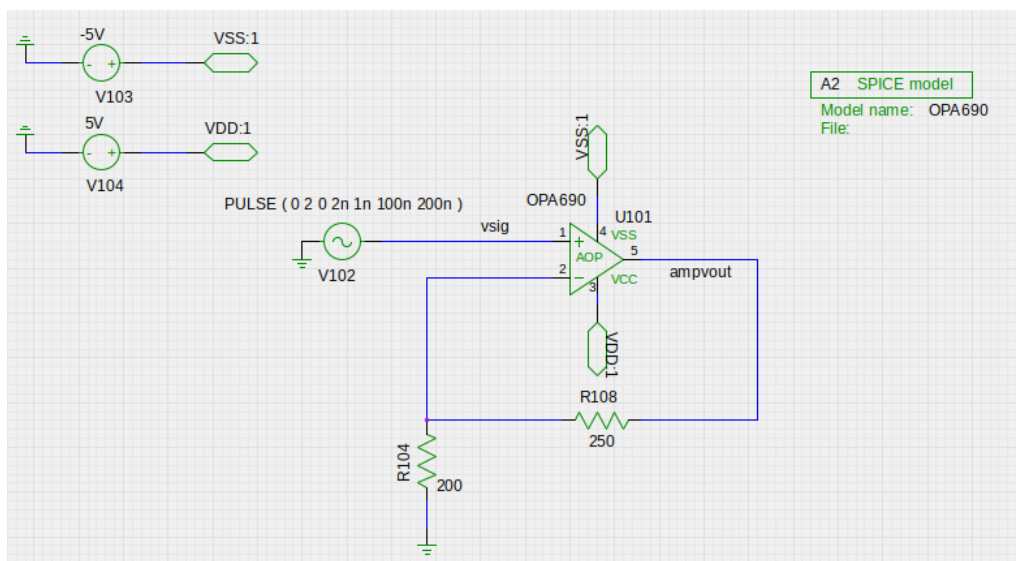 -5V
VSS:1
V103
5V
VDD:1
V104
A2 SPICE model
Model name: OPA690
File:
VSS:1
PULSE ( 0 2 0 2n 1n 100n 200n )
OPA690
U101
vsig
1
+
4
VSS
AOP
5
ampvout
V102
2
-
VCC
3
VDD:1
R108
250
R104
200
- +
- +